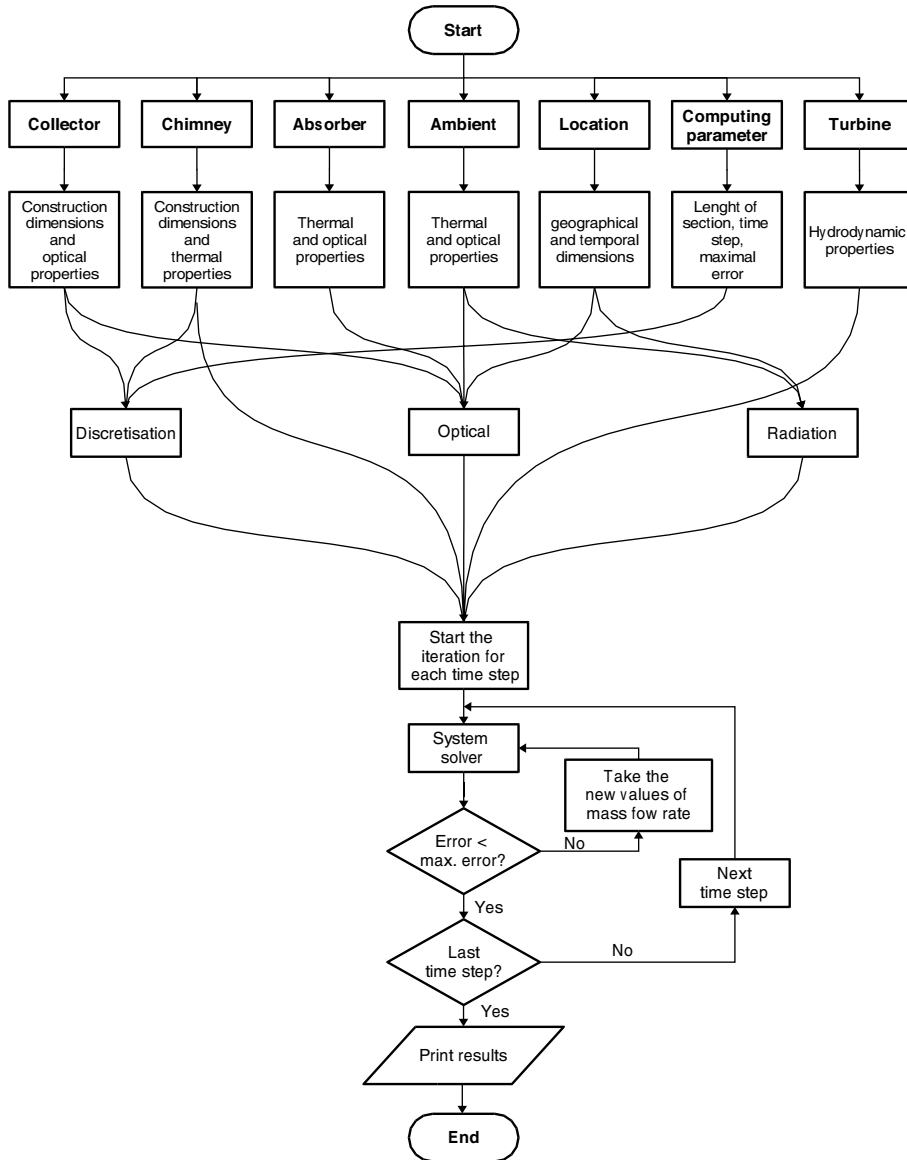 Start
Collector
Chimney
Absorber
Ambient
Location
Computing
parameter
Turbine
Construction
dimensions
and
optical
properties
Construction
dimensions
and
thermal
properties
Thermal
and optical
properties
Thermal
and optical
properties
geographical
and temporal
dimensions
Lenght of
section, time
step,
maximal
error
Hydrodynamic
properties
Discretisation
Optical
Radiation
Start the
iteration for
each time step
System
solver
Take the
new values of
mass fow rate
Error <
max. error?
No
Next
time step
Yes
Last
time step?
No
Yes
Print results
End